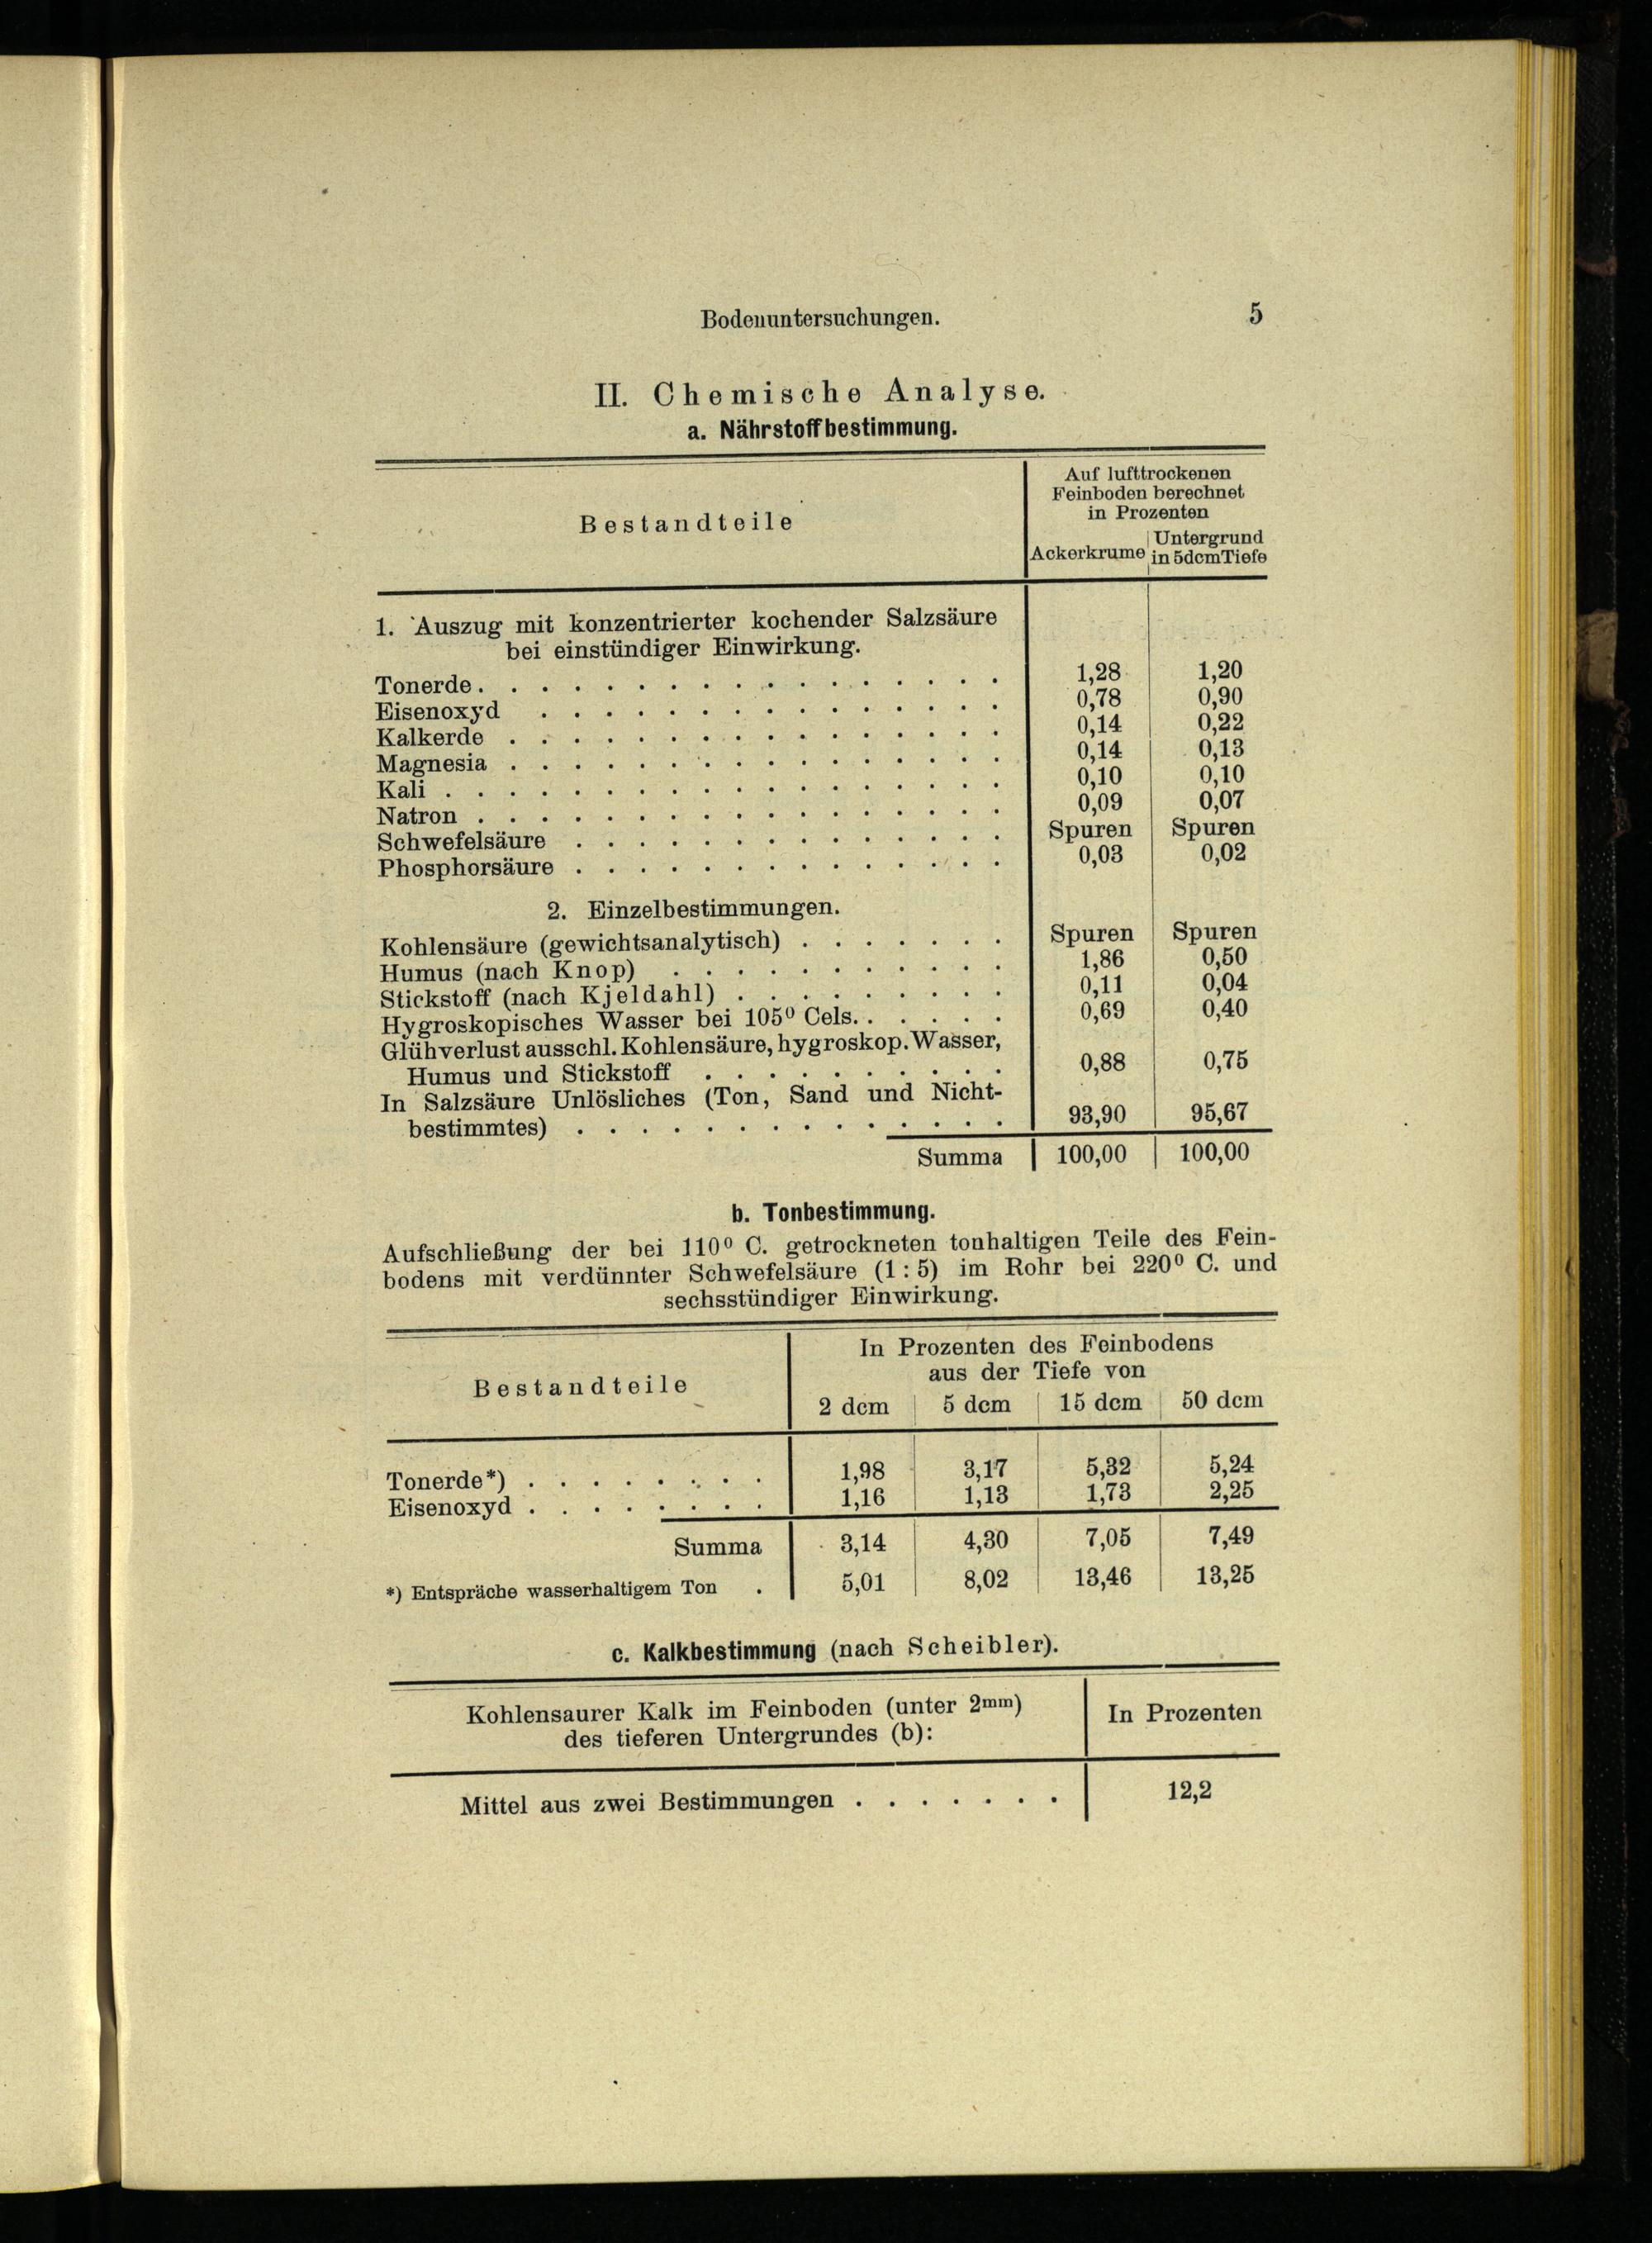 Bodenuntersuchungen. 5
II. Chemische Analyse.
a. Nährstoffbestimmung.
Bestandteile
Auf lufttrockenen
Feinboden berechnet
in Prozenten
Ackerkrume
Untergrund
in 5dcm Tiefe
1. Auszug mit konzentrierter kochender Salzsäure
bei einstündiger Einwirkung.
Tonerde . . . . . . . . . . . . . . . . . 1,28 1,20
Eisenoxyd . . . . . . . . . . . . . . . 0,78 0,90
Kalkerde . . . . . . . . . . . . . . . . 0,14 0,22
Magnesia . . . . . . . . . . . . . . . . 0,14 0,13
Kali . . . . . . . . . . . . . . . . . . 0,10 0,10
Natron . . . . . . . . . . . . . . . . . 0,09 0,07
Schwefelsäure . . . . . . . . . . . . . . Spuren Spuren
Phosphorsäure . . . . . . . . . . . . . . 0,03 0,02
2. Einzelbestimmungen.
Kohlensäure (gewichtsanalytisch) . . . . . . . Spuren Spuren
Humus (nach Knop) . . . . . . . . . . . 1,86 0,50
Stickstoff (nach Kjeldahl) . . . . . . . . . 0,11 0,04
Hygroskopisches Wasser bei 105⁰ Cels. . . . . . 0,69 0,40
Glühverlust ausschl. Kohlensäure, hygroskop. Wasser,
Humus und Stickstoff . . . . . . . . . . 0,88 0,75
In Salzsäure Unlösliches (Ton, Sand und Nicht-
bestimmtes) . . . . . . . . . . . . . . 93,90 95,67
Summa 100,00 100,00
b. Tonbestimmung.
Aufschließung der bei 110⁰ C. getrockneten tonhaltigen Teile des Fein-
bodens mit verdünnter Schwefelsäure (1 : 5) im Rohr bei 220⁰ C. und
sechsstündiger Einwirkung.
Bestandteile
In Prozenten des Feinbodens
aus der Tiefe von
2 dcm 5 dcm 15 dcm 50 dcm
Tonerde*) . . . . . . . . 1,98 3,17 5,32 5,24
Eisenoxyd . . . . . . . . 1,16 1,13 1,73 2,25
Summa 3,14 4,30 7,05 7,49
*) Entspräche wasserhaltigem Ton . 5,01 8,02 13,46 13,25
c. Kalkbestimmung (nach Scheibler).
Kohlensaurer Kalk im Feinboden (unter 2mm)
des tieferen Untergrundes (b):
In Prozenten
Mittel aus zwei Bestimmungen . . . . . . . 12,2